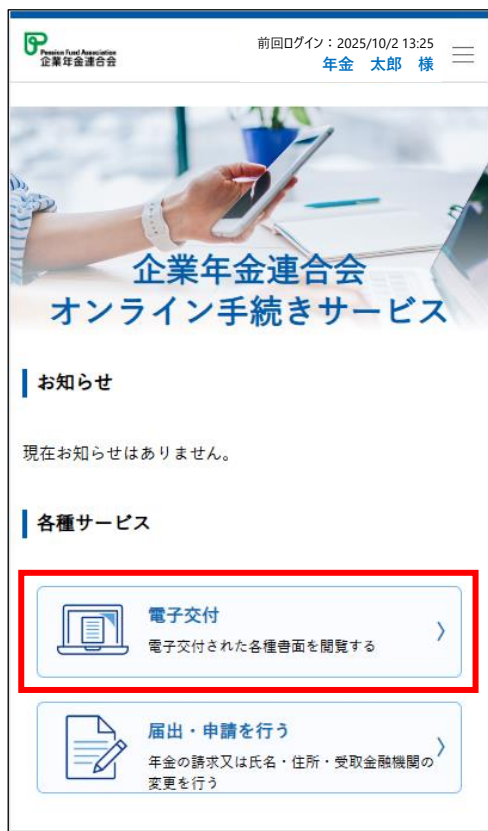 Pension Fund Association
企業年金連合会
前回ログイン：2025/10/2 13:25
年金 太郎 様
企業年金連合会
オンライン手続きサービス
お知らせ
現在お知らせはありません。
各種サービス
電子交付
電子交付された各種書面を閲覧する
届出・申請を行う
年金の請求又は氏名・住所・受取金融機関の
変更を行う